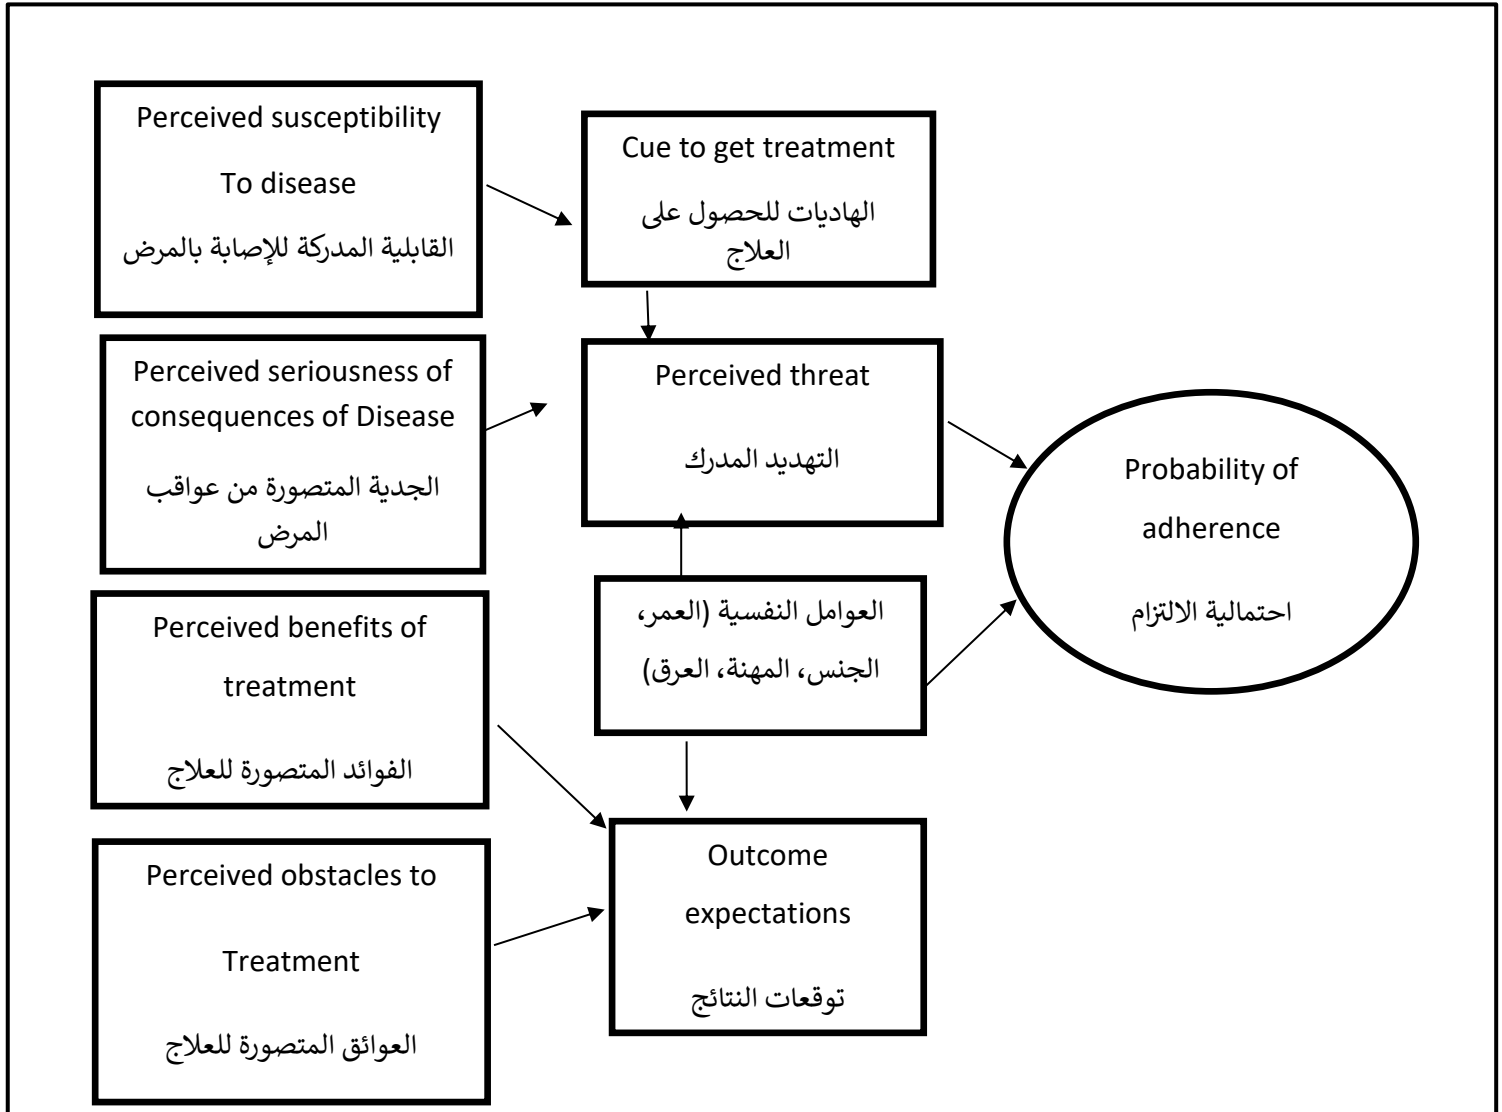 Perceived susceptibility
To disease
القابلية المدركة للإصابة بالمرض
Cue to get treatment
الهاديات للحصول على
العلاج
Perceived seriousness of
consequences of Disease
الجدية المتصورة من عواقب
المرض
Perceived threat
التهديد المدرك
Probability of
adherence
احتمالية الالتزام
Perceived benefits of
treatment
الفوائد المتصورة للعلاج
العوامل النفسية (العمر،
الجنس، المهنة، العرق)
Perceived obstacles to
Treatment
العوائق المتصورة للعلاج
Outcome
expectations
توقعات النتائج